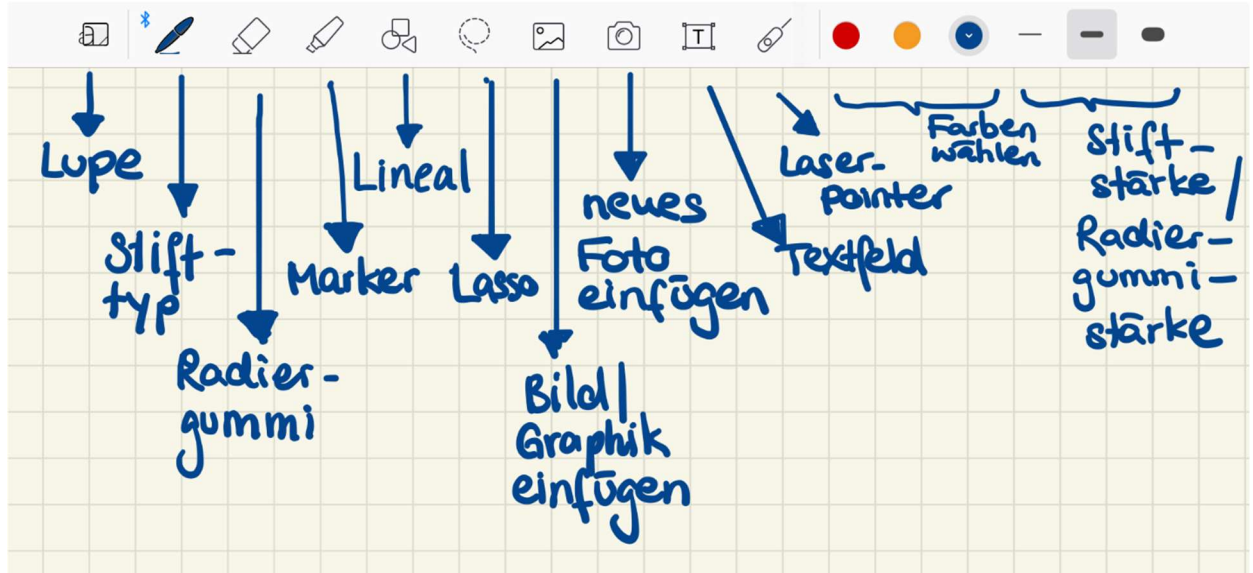 a
T
Lupe
Stift-
typ
Radier-
gummi
Marker
Lineal
Lasso
Bild/
Graphik
einfügen
neues
Foto
einfügen
Textfeld
Laser-
pointer
Farben
wählen
Stift-
stärke /
Radier-
gummi-
stärke